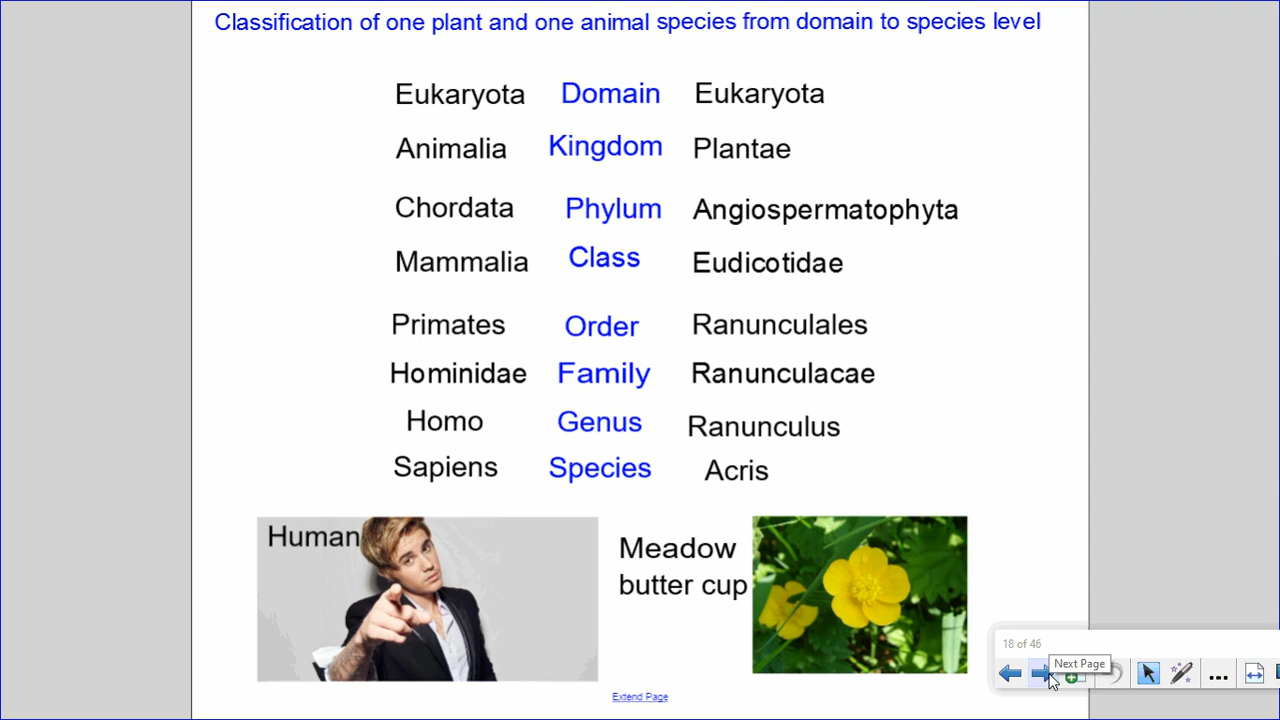 Classification of one plant and one animal species from domain to species level
Eukaryota Domain Eukaryota
Animalia Kingdom Plantae
Chordata Phylum Angiospermatophyta
Mammalia Class Eudicotidae
Primates Order Ranunculales
Hominidae Family Ranunculacae
Homo Genus Ranunculus
Sapiens Species Acris
Human
Meadow
butter cup
18 of 46
Next Page
Extend Page